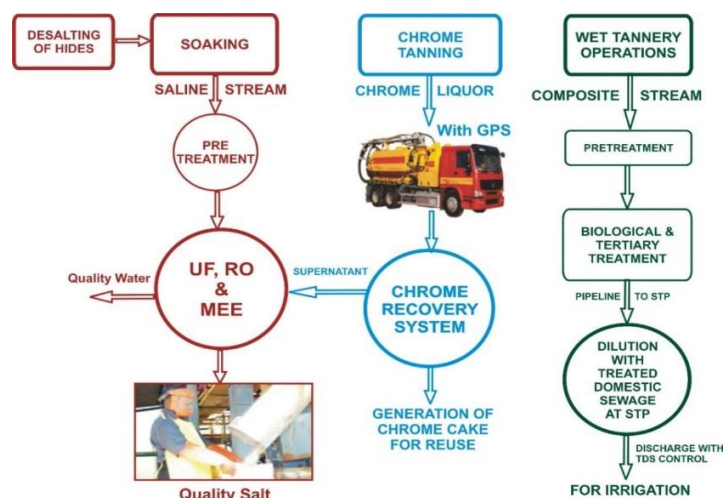 DESALTING
OF HIDES
SOAKING
SALINE STREAM
PRE
TREATMENT
UF, RO
&
MEE
Quality Water
Quality Salt
CHROME
TANNING
CHROME LIQUOR
With GPS
SUPERNATANT
CHROME
RECOVERY
SYSTEM
GENERATION OF
CHROME CAKE
FOR REUSE
WET TANNERY
OPERATIONS
COMPOSITE STREAM
PRETREATMENT
BIOLOGICAL &
TERTIARY
TREATMENT
PIPELINE TO STP
DILUTION
WITH
TREATED
DOMESTIC
SEWAGE
AT STP
DISCHARGE WITH
TDS CONTROL
FOR IRRIGATION